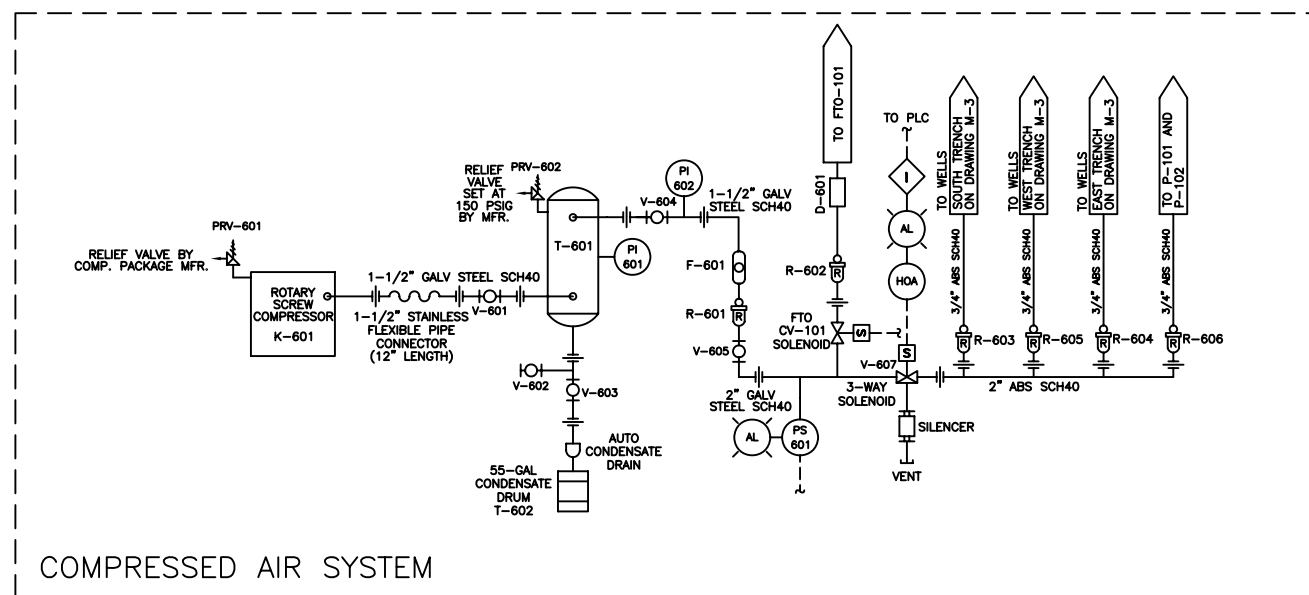 PRV-601
RELIEF VALVE BY
COMP. PACKAGE MFR.
ROTARY
SCREW
COMPRESSOR
K-601
1-1/2" GALV STEEL SCH40
1-1/2" STAINLESS
FLEXIBLE PIPE
CONNECTOR
(12" LENGTH)
V-601
RELIEF
VALVE
SET AT
150 PSIG
BY MFR.
PRV-602
T-601
PI
601
V-602
V-603
AUTO
CONDENSATE
DRAIN
55-GAL
CONDENSATE
DRUM
T-602
V-604
PI
602
1-1/2" GALV
STEEL SCH40
F-601
R-601
R
V-605
2" GALV
STEEL SCH40
AL
PS
601
TO FTO-101
D-601
R-602
R
FTO
CV-101
SOLENOID
S
TO PLC
I
AL
HOA
S
V-607
3-WAY
SOLENOID
SILENCER
VENT
TO WELLS
SOUTH TRENCH
ON DRAWING M-3
3/4" ABS SCH40
R
R-603
TO WELLS
WEST TRENCH
ON DRAWING M-3
3/4" ABS SCH40
R
R-605
TO WELLS
EAST TRENCH
ON DRAWING M-3
3/4" ABS SCH40
R
R-604
TO P-101 AND
P-102
3/4" ABS SCH40
R
R-606
2" ABS SCH40
COMPRESSED AIR SYSTEM